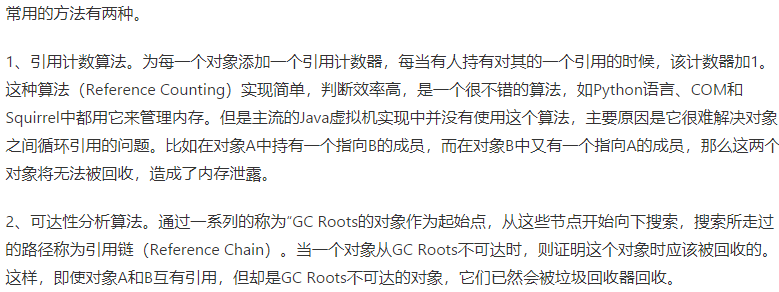 常用的方法有两种。
1、引用计数算法。为每一个对象添加一个引用计数器，每当有人持有对其的一个引用的时候，该计数器加1。
这种算法（Reference Counting）实现简单，判断效率高，是一个很不错的算法，如Python语言、COM和
Squirrel中都用它来管理内存。但是主流的Java虚拟机实现中并没有使用这个算法，主要原因是它很难解决对象
之间循环引用的问题。比如在对象A中持有一个指向B的成员，而在对象B中又有一个指向A的成员，那么这两个
对象将无法被回收，造成了内存泄露。
2、可达性分析算法。通过一系列的称为“GC Roots的对象作为起始点，从这些节点开始向下搜索，搜索所走过
的路径称为引用链（Reference Chain）。当一个对象从GC Roots不可达时，则证明这个对象时应该被回收的。
这样，即使对象A和B互有引用，但却是GC Roots不可达的对象，它们已然会被垃圾回收器回收。